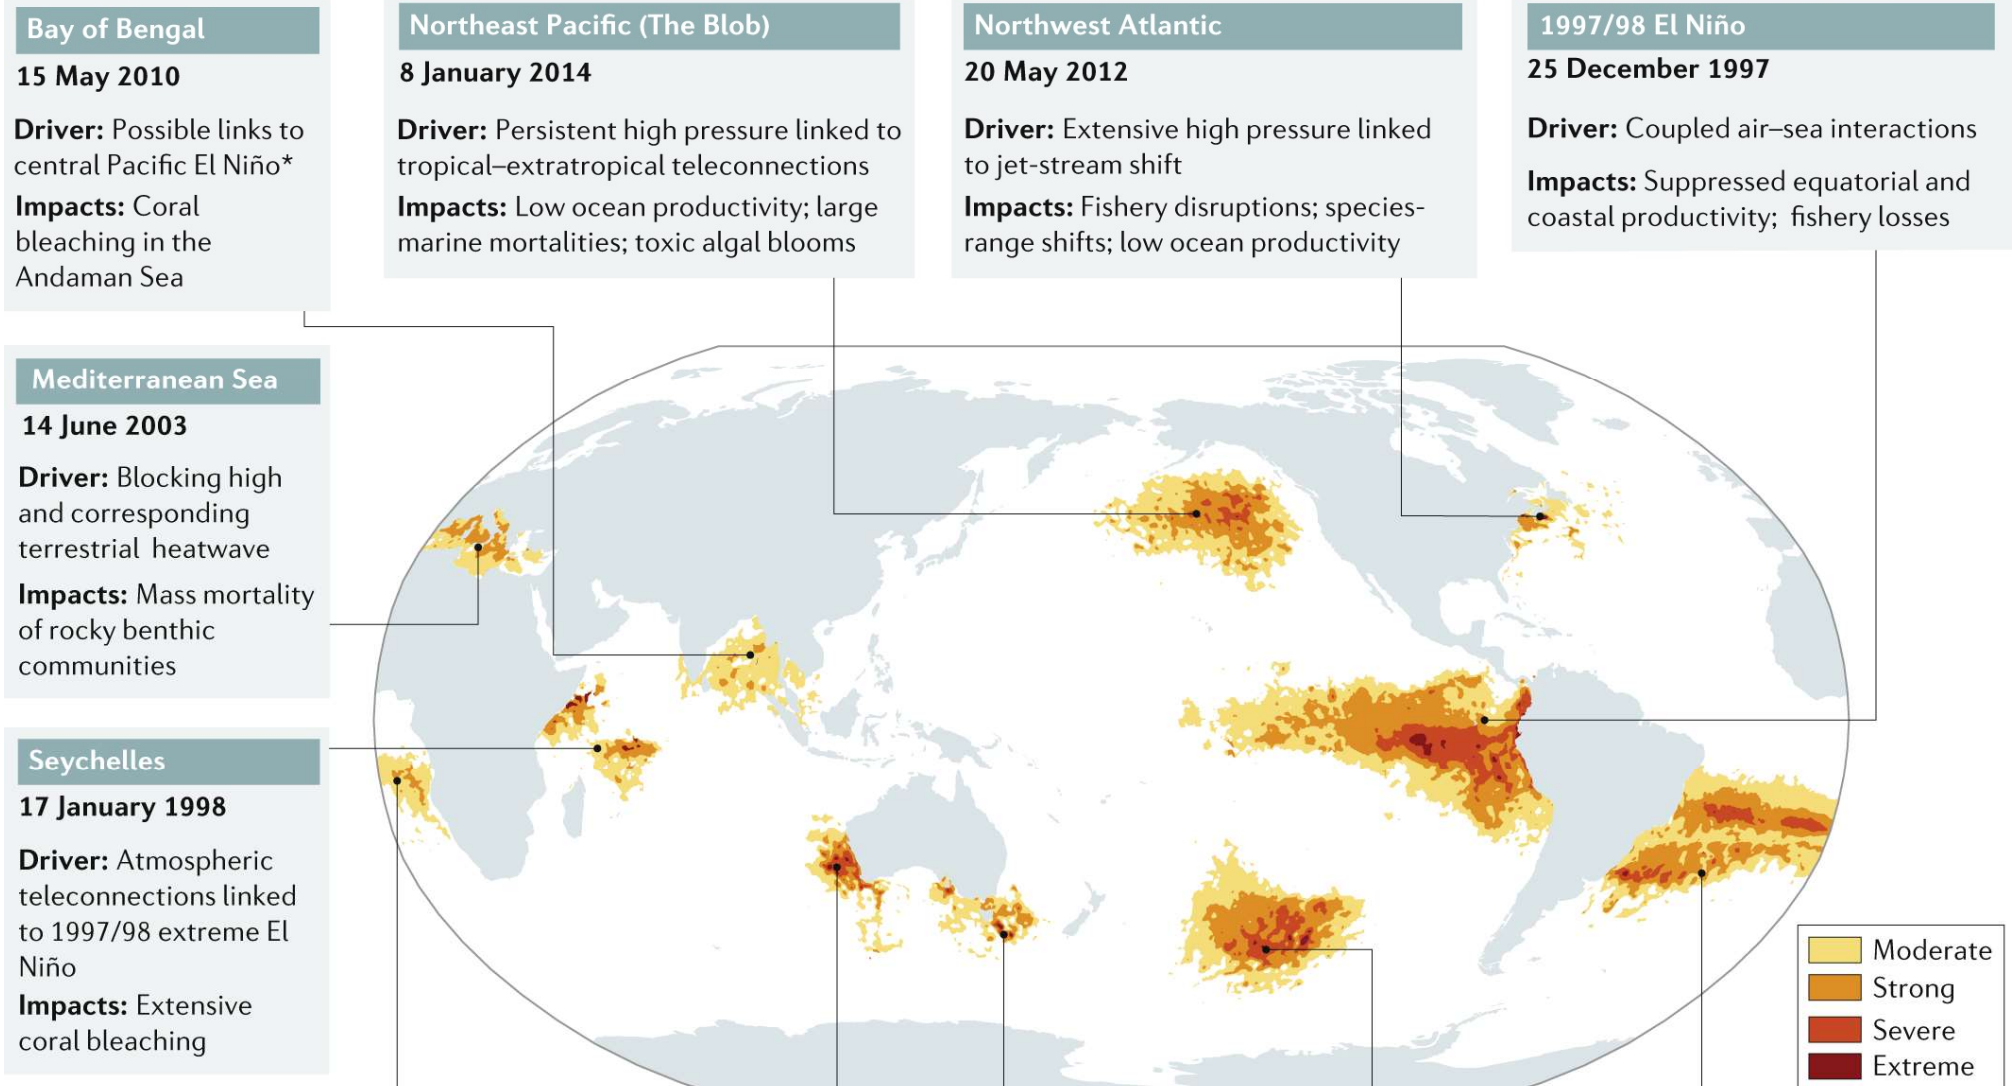 Bay of Bengal
15 May 2010
Driver: Possible links to
central Pacific El Niño*
Impacts: Coral
bleaching in the
Andaman Sea
Northeast Pacific (The Blob)
8 January 2014
Driver: Persistent high pressure linked to
tropical–extratropical teleconnections
Impacts: Low ocean productivity; large
marine mortalities; toxic algal blooms
Northwest Atlantic
20 May 2012
Driver: Extensive high pressure linked
to jet-stream shift
Impacts: Fishery disruptions; species-
range shifts; low ocean productivity
1997/98 El Niño
25 December 1997
Driver: Coupled air–sea interactions
Impacts: Suppressed equatorial and
coastal productivity; fishery losses
Mediterranean Sea
14 June 2003
Driver: Blocking high
and corresponding
terrestrial heatwave
Impacts: Mass mortality
of rocky benthic
communities
Seychelles
17 January 1998
Driver: Atmospheric
teleconnections linked
to 1997/98 extreme El
Niño
Impacts: Extensive
coral bleaching
Moderate
Strong
Severe
Extreme